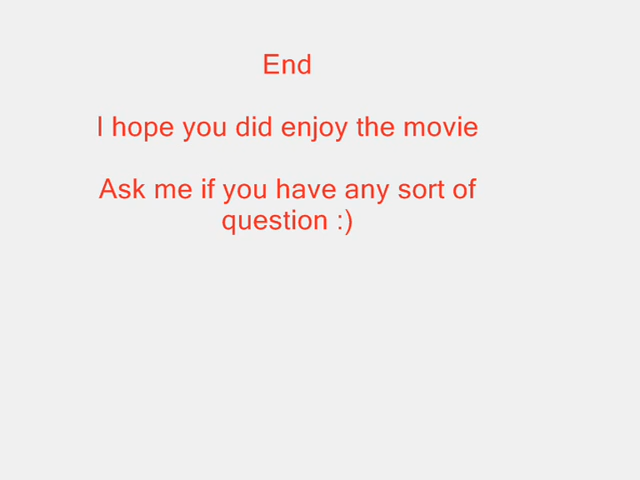 End
I hope you did enjoy the movie
Ask me if you have any sort of
question :)